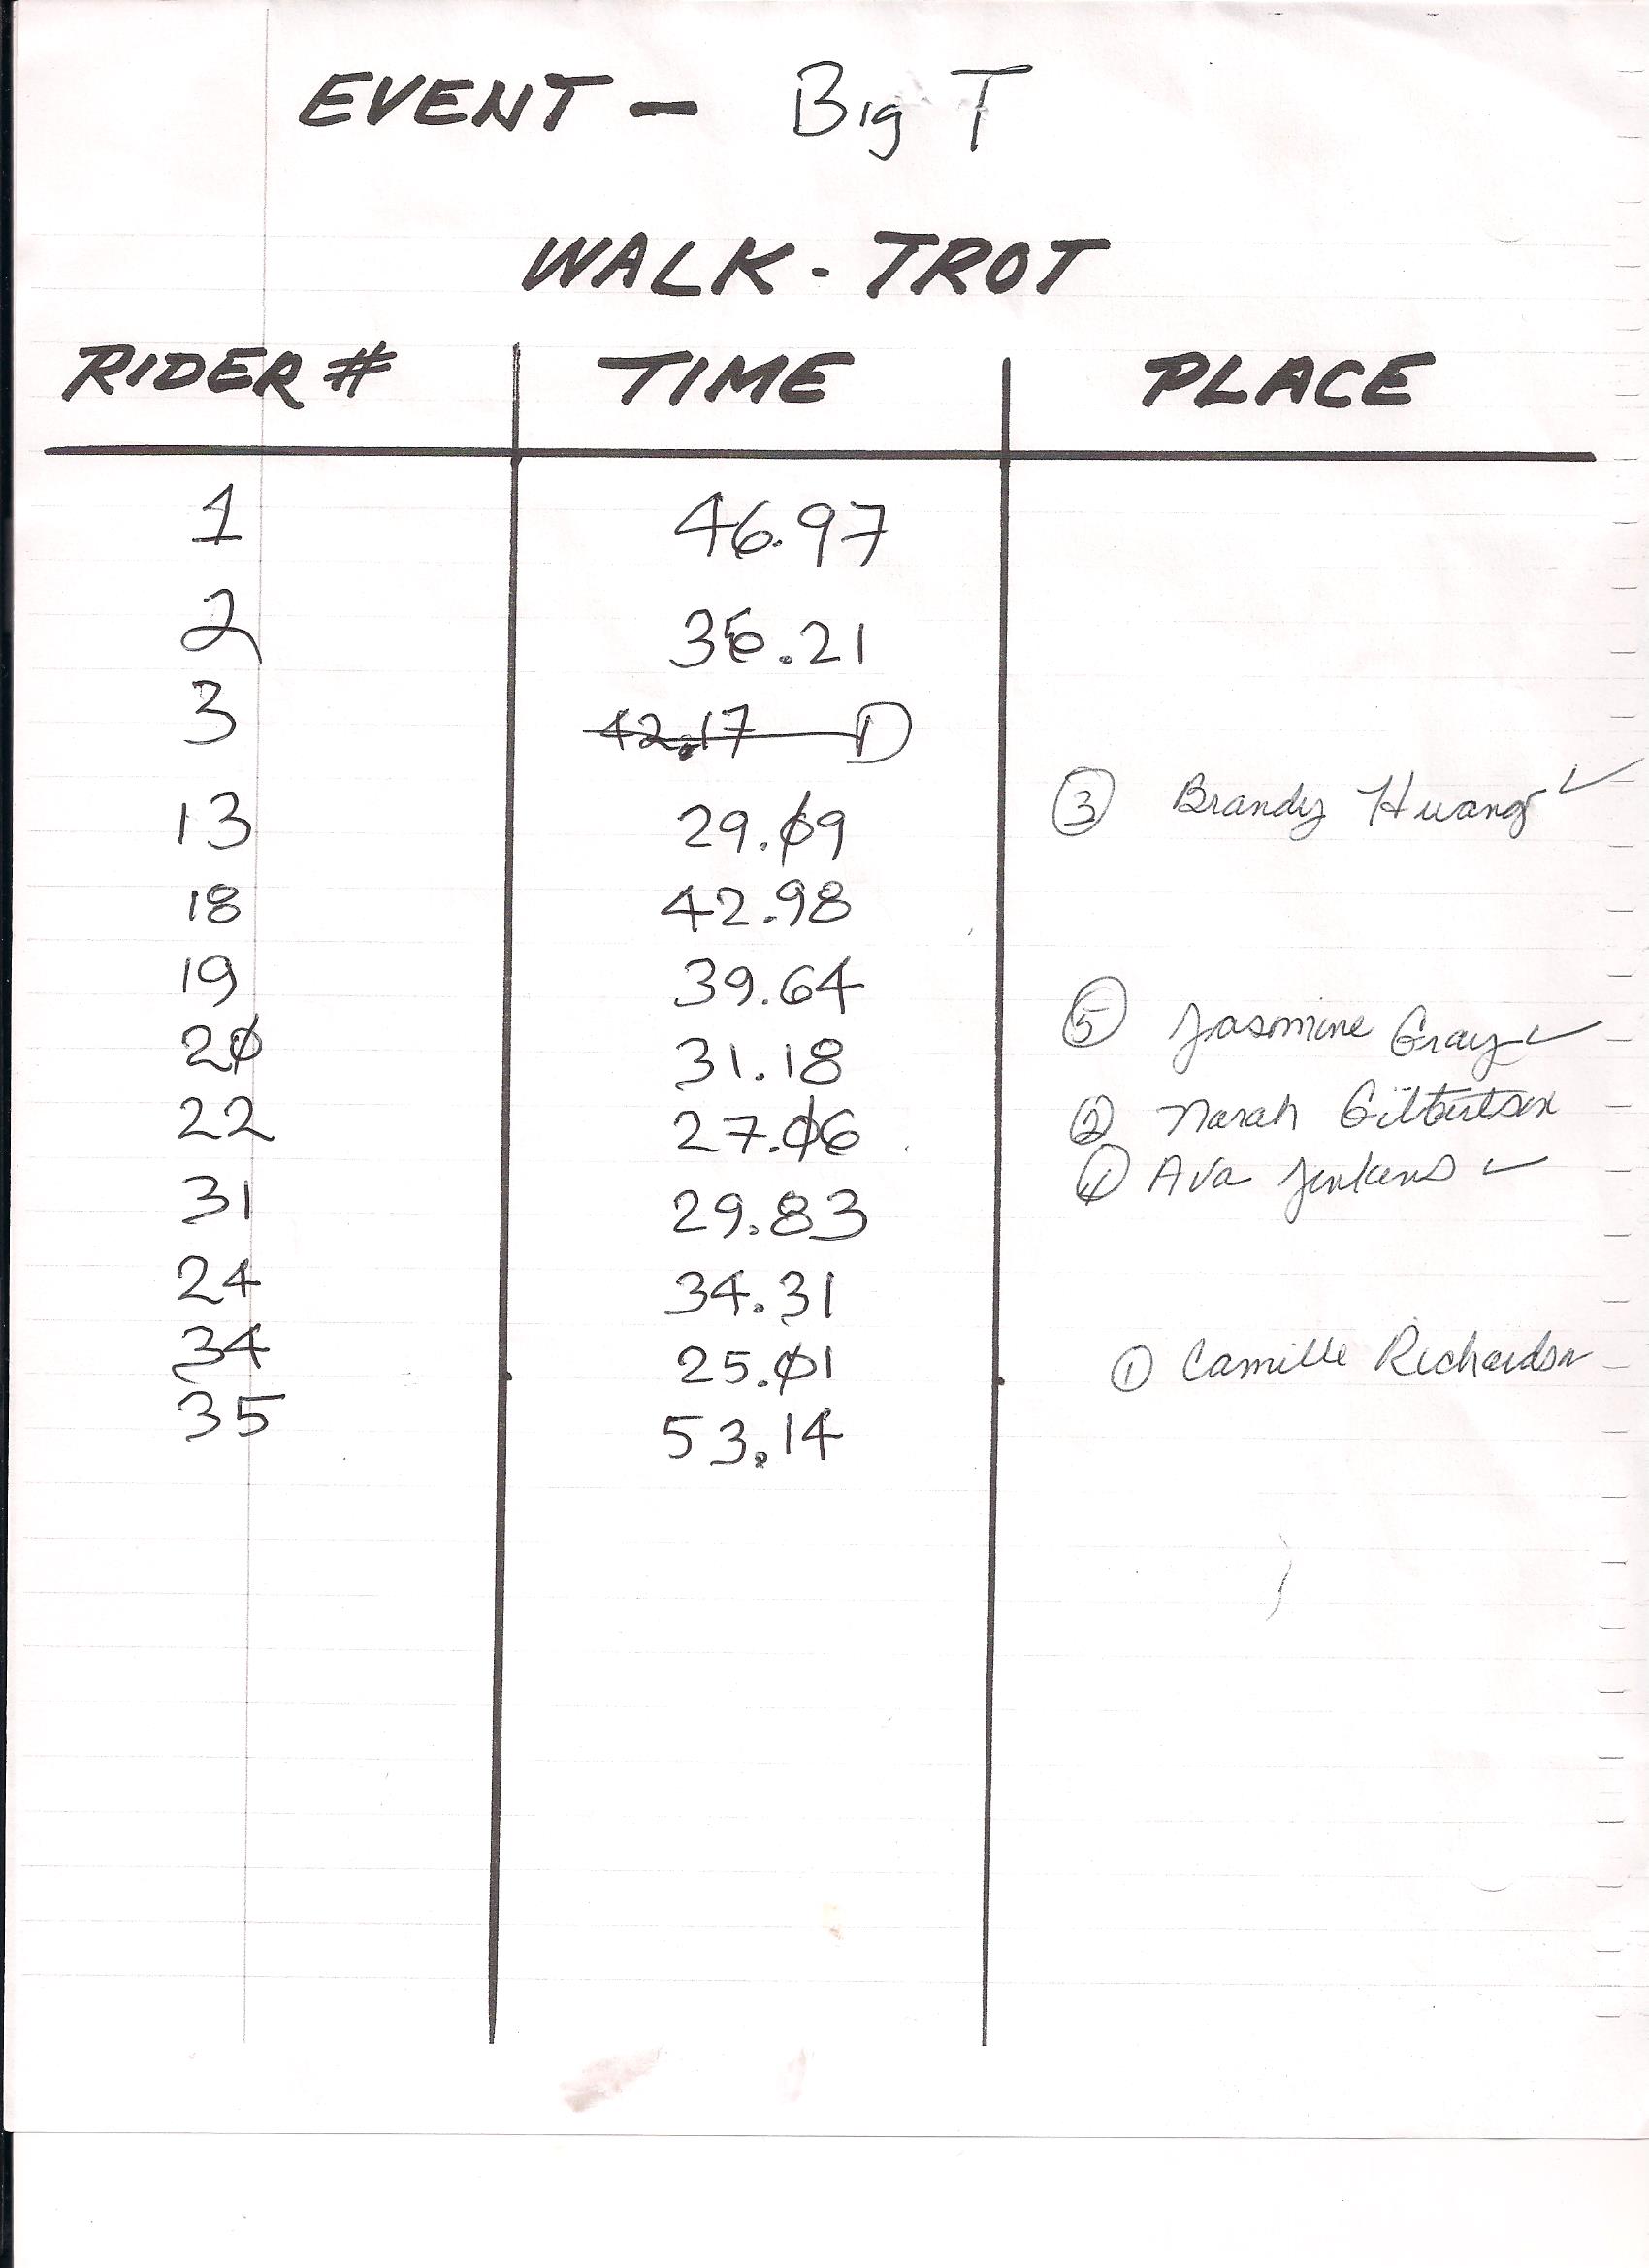 EVENT - Big T
WALK - TROT
RIDER # TIME PLACE
1 46.97
2 36.21
3 42.17 D
13 29.09 3 Brandy Huang ✓
18 42.98
19 39.64
20 31.18 5 Jasmine Gray ✓
22 27.06 2 Narah Gilbertson
31 29.83 4 Ava Jenkens ✓
24 34.31
34 25.01 1 Camille Richardson
35 53.14